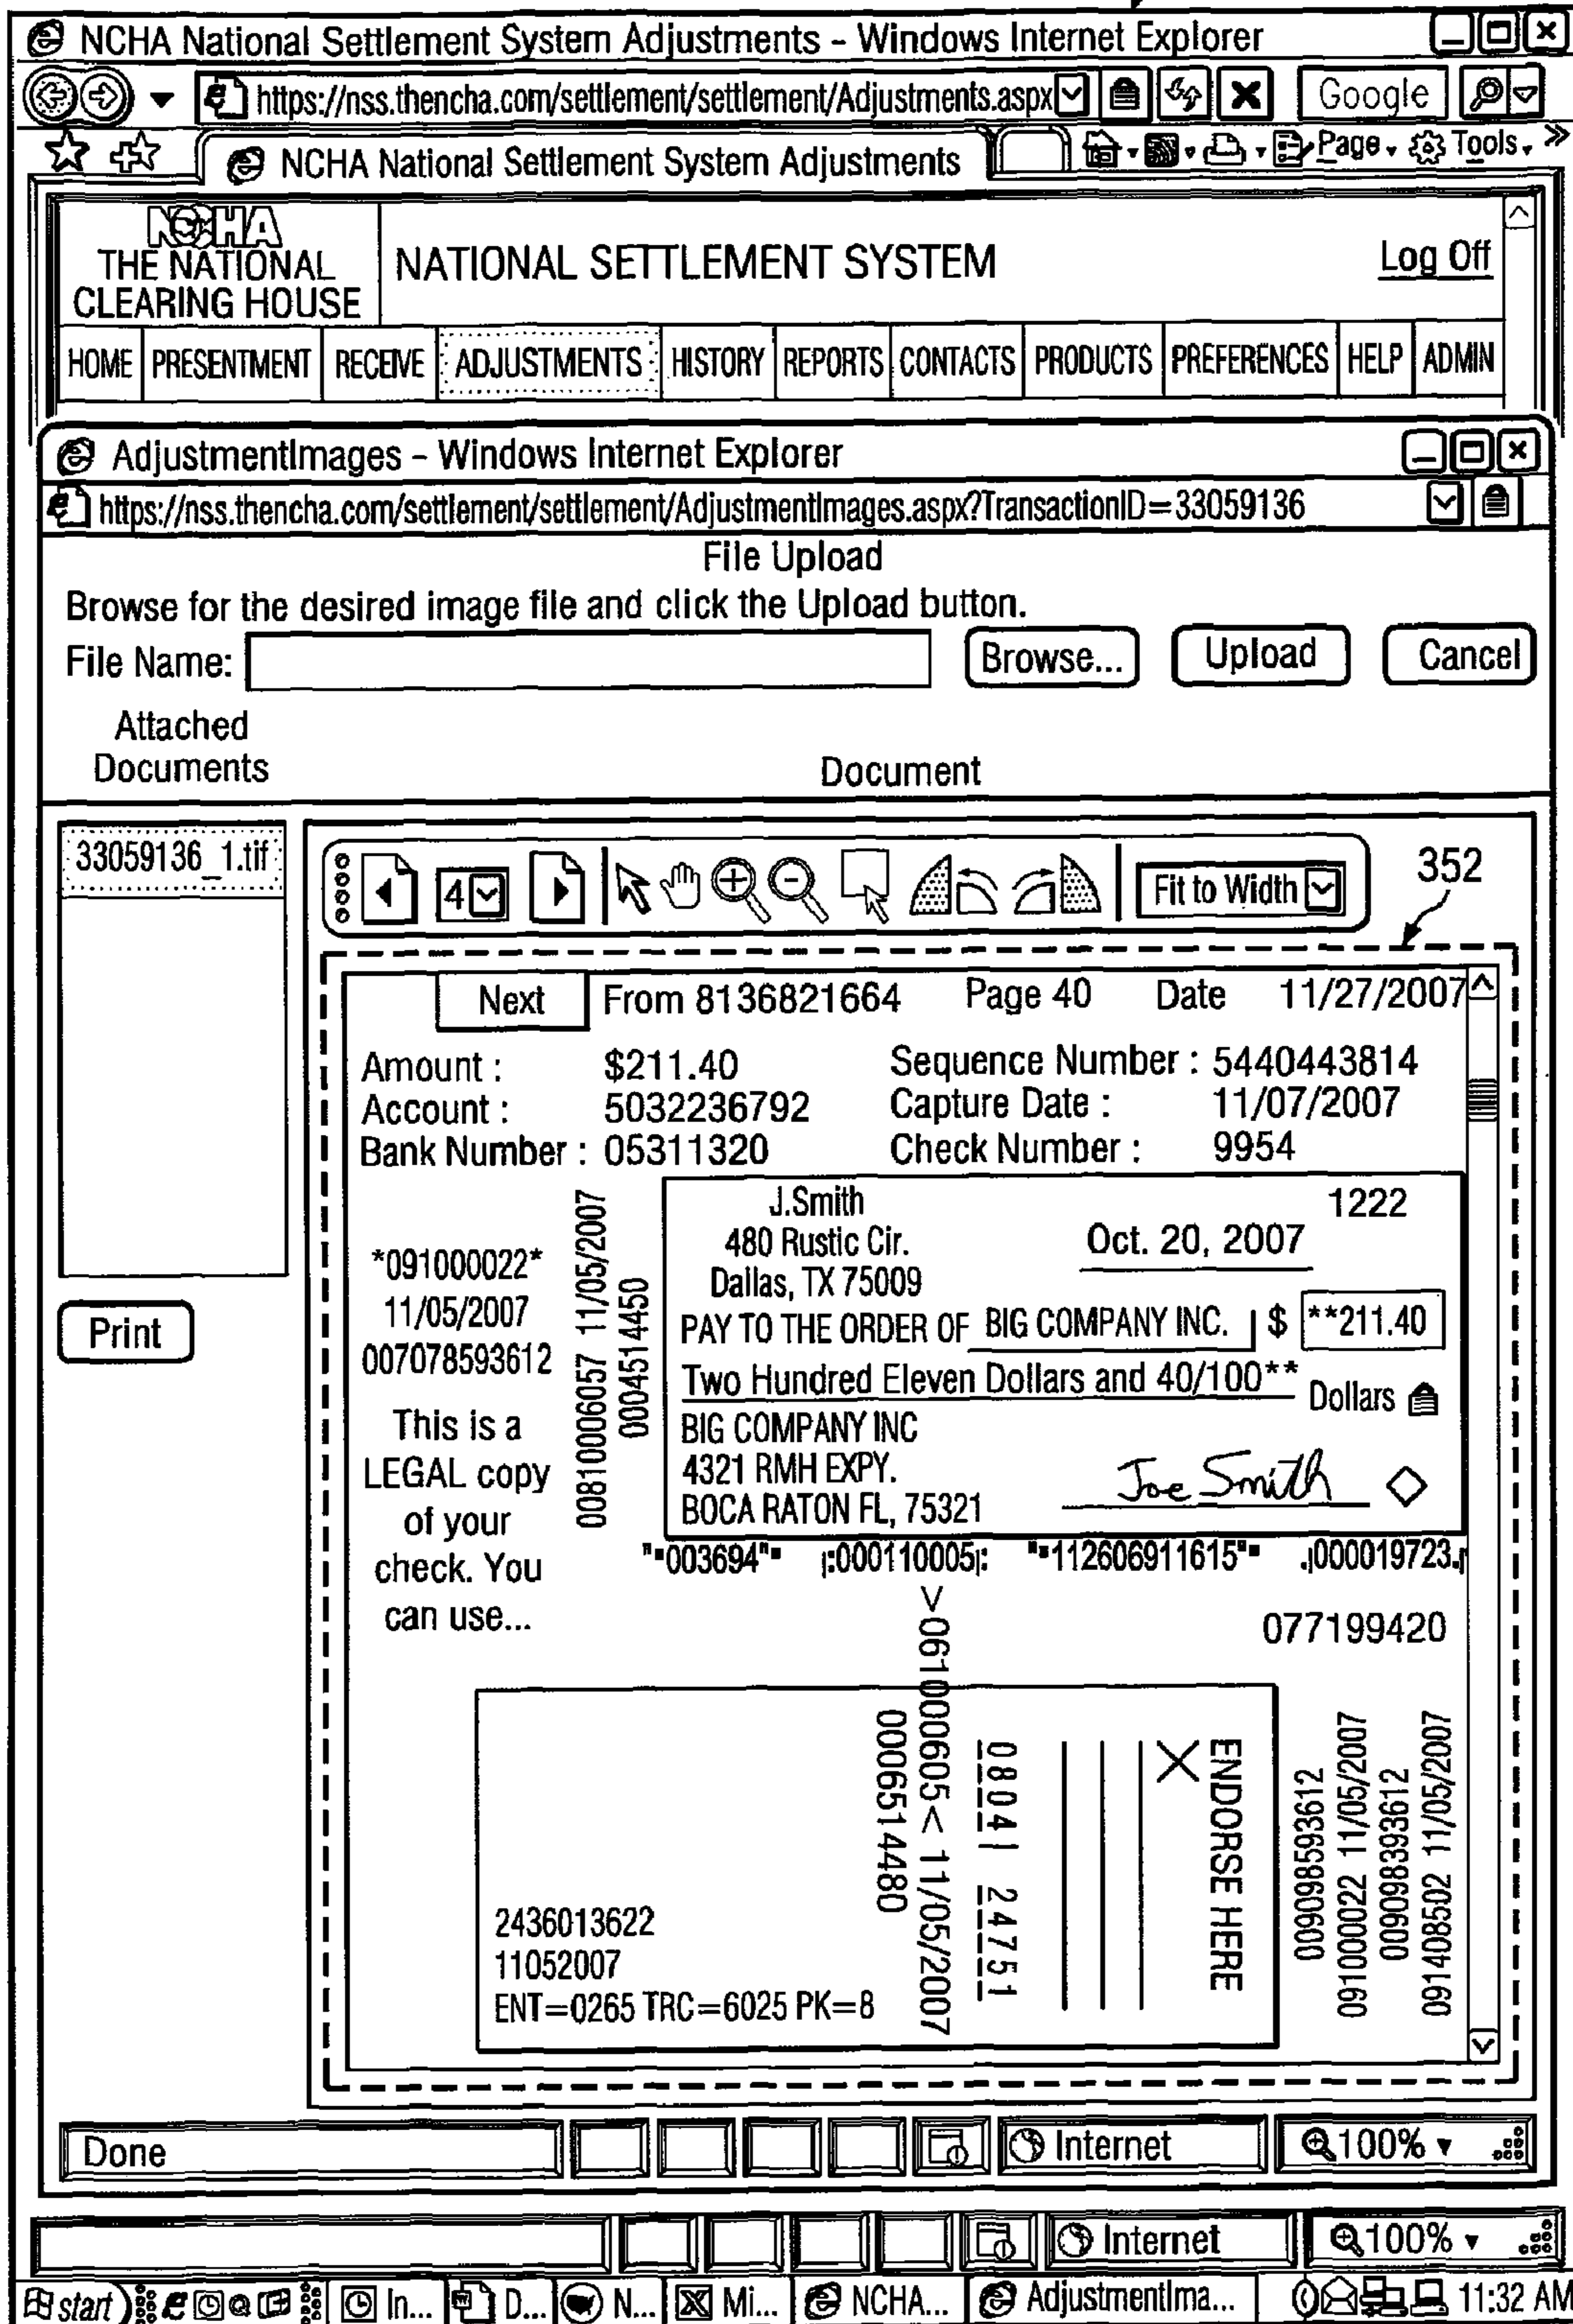 NCHA National Settlement System Adjustments - Windows Internet Explorer
https://nss.thencha.com/settlement/settlement/Adjustments.aspx
Google
NCHA National Settlement System Adjustments
Page
Tools
NCHA
THE NATIONAL
CLEARING HOUSE
NATIONAL SETTLEMENT SYSTEM
Log Off
HOME PRESENTMENT RECEIVE ADJUSTMENTS HISTORY REPORTS CONTACTS PRODUCTS PREFERENCES HELP ADMIN
AdjustmentImages - Windows Internet Explorer
https://nss.thencha.com/settlement/settlement/AdjustmentImages.aspx?TransactionID=33059136
File Upload
Browse for the desired image file and click the Upload button.
File Name: Browse... Upload Cancel
Attached
Documents
Document
33059136_1.tif
4
Fit to Width
352
Print
Next From 8136821664 Page 40 Date 11/27/2007
Amount : $211.40 Sequence Number : 5440443814
Account : 5032236792 Capture Date : 11/07/2007
Bank Number : 05311320 Check Number : 9954
*091000022*
11/05/2007
007078593612
This is a
LEGAL copy
of your
check. You
can use...
008100006057 11/05/2007
0004514450
J.Smith 1222
480 Rustic Cir. Oct. 20, 2007
Dallas, TX 75009
PAY TO THE ORDER OF BIG COMPANY INC. $ **211.40
Two Hundred Eleven Dollars and 40/100** Dollars
BIG COMPANY INC
4321 RMH EXPY.
BOCA RATON FL, 75321
Joe Smith
"▪003694"▪ ¦:000110005¦: "▪112606911615"▪ .¦000019723.¦
077199420
>061000605< 11/05/2007
0006514480
08041 24751
X
ENDORSE HERE
2436013622
11052007
ENT=0265 TRC=6025 PK=8
009098593612
091000022 11/05/2007
009098393612
091408502 11/05/2007
Done Internet 100%
Internet 100%
start In... D... N... Mi... NCHA... AdjustmentIma... 11:32 AM